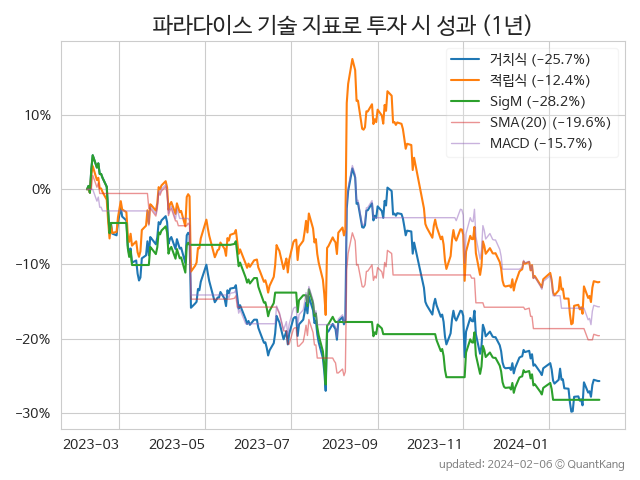 파라다이스 기술 지표로 투자 시 성과 (1년)
거치식 (−25.7%)
적립식 (−12.4%)
SigM (−28.2%)
SMA(20) (−19.6%)
MACD (−15.7%)
10%
0%
−10%
−20%
−30%
2023-03 2023-05 2023-07 2023-09 2023-11 2024-01
updated: 2024-02-06 © QuantKang